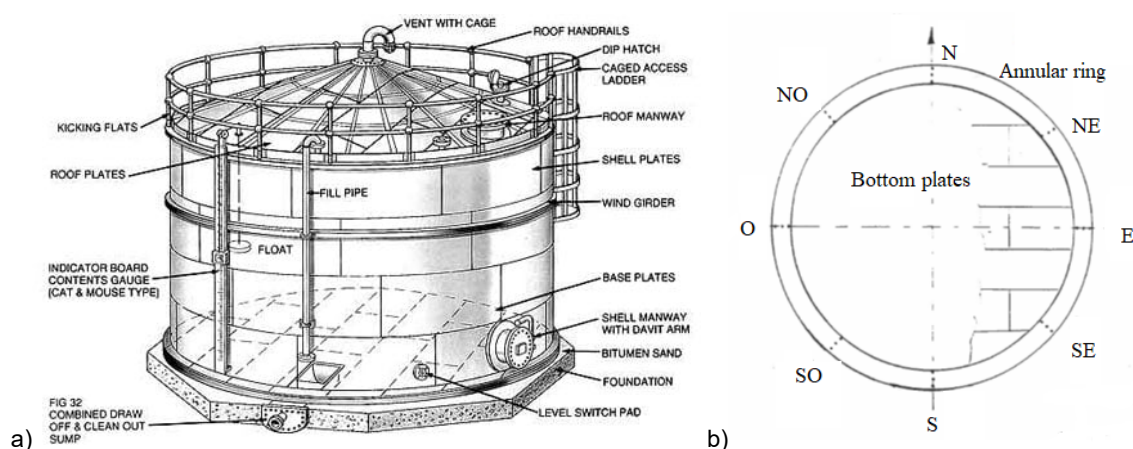 VENT WITH CAGE
ROOF HANDRAILS
DIP HATCH
CAGED ACCESS
LADDER
ROOF MANWAY
KICKING FLATS
SHELL PLATES
ROOF PLATES
FILL PIPE
WIND GIRDER
FLOAT
INDICATOR BOARD
CONTENTS GAUGE
(CAT & MOUSE TYPE)
BASE PLATES
SHELL MANWAY
WITH DAVIT ARM
BITUMEN SAND
FOUNDATION
LEVEL SWITCH PAD
FIG 32
COMBINED DRAW
OFF & CLEAN OUT
SUMP
a)
N
Annular ring
NO
NE
Bottom plates
O
E
SO
SE
S
b)